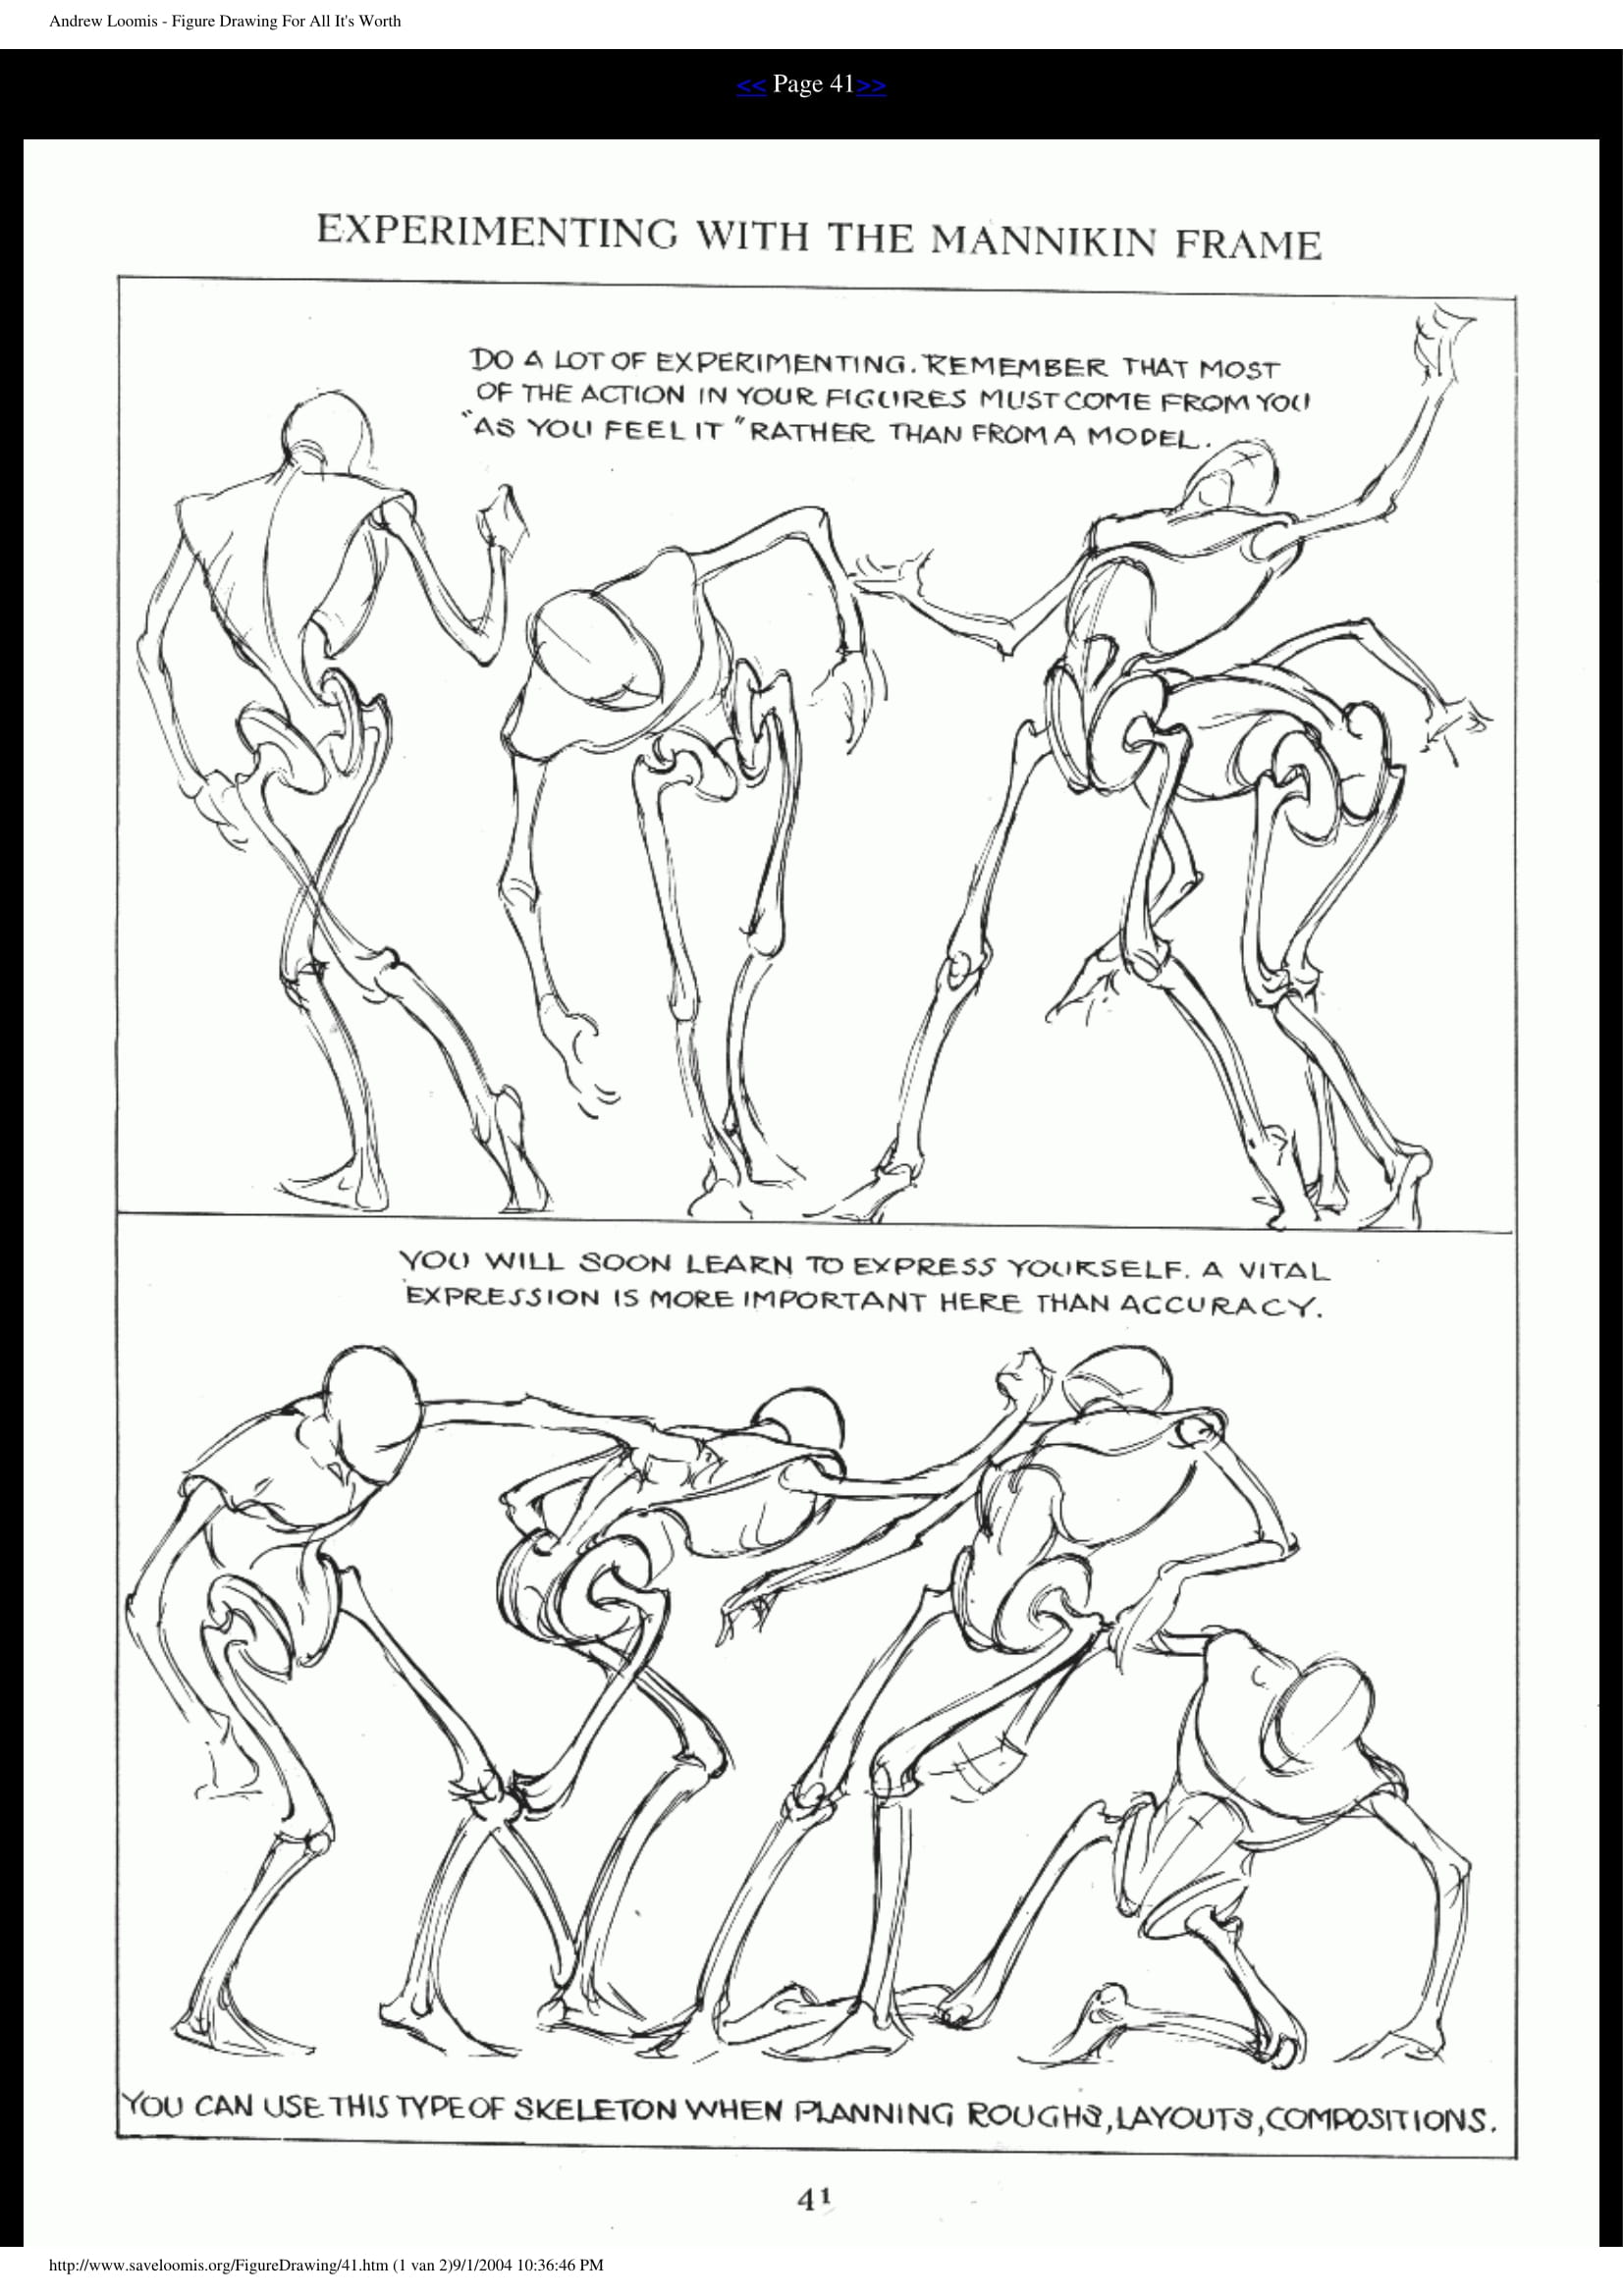 Andrew Loomis - Figure Drawing For All It's Worth
<< Page 41>>
EXPERIMENTING WITH THE MANNIKIN FRAME
DO A LOT OF EXPERIMENTING. REMEMBER THAT MOST
OF THE ACTION IN YOUR FIGURES MUST COME FROM YOU
"AS YOU FEEL IT" RATHER THAN FROM A MODEL.
YOU WILL SOON LEARN TO EXPRESS YOURSELF. A VITAL
EXPRESSION IS MORE IMPORTANT HERE THAN ACCURACY.
YOU CAN USE THIS TYPE OF SKELETON WHEN PLANNING ROUGHS, LAYOUTS, COMPOSITIONS.
41
http://www.saveloomis.org/FigureDrawing/41.htm (1 van 2)9/1/2004 10:36:46 PM